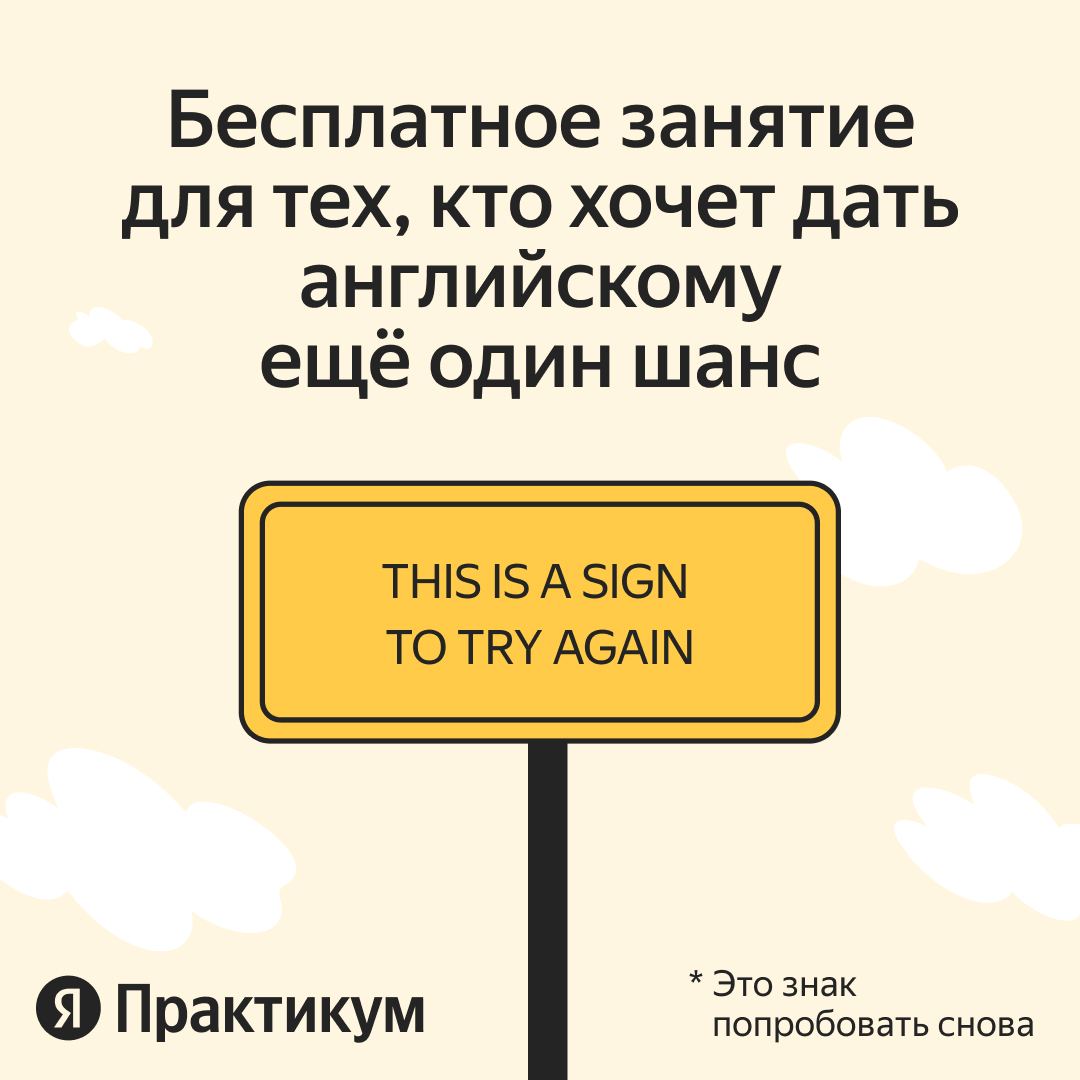 Бесплатное занятие
для тех, кто хочет дать
английскому
ещё один шанс
THIS IS A SIGN
TO TRY AGAIN
Я Практикум
* Это знак
попробовать снова